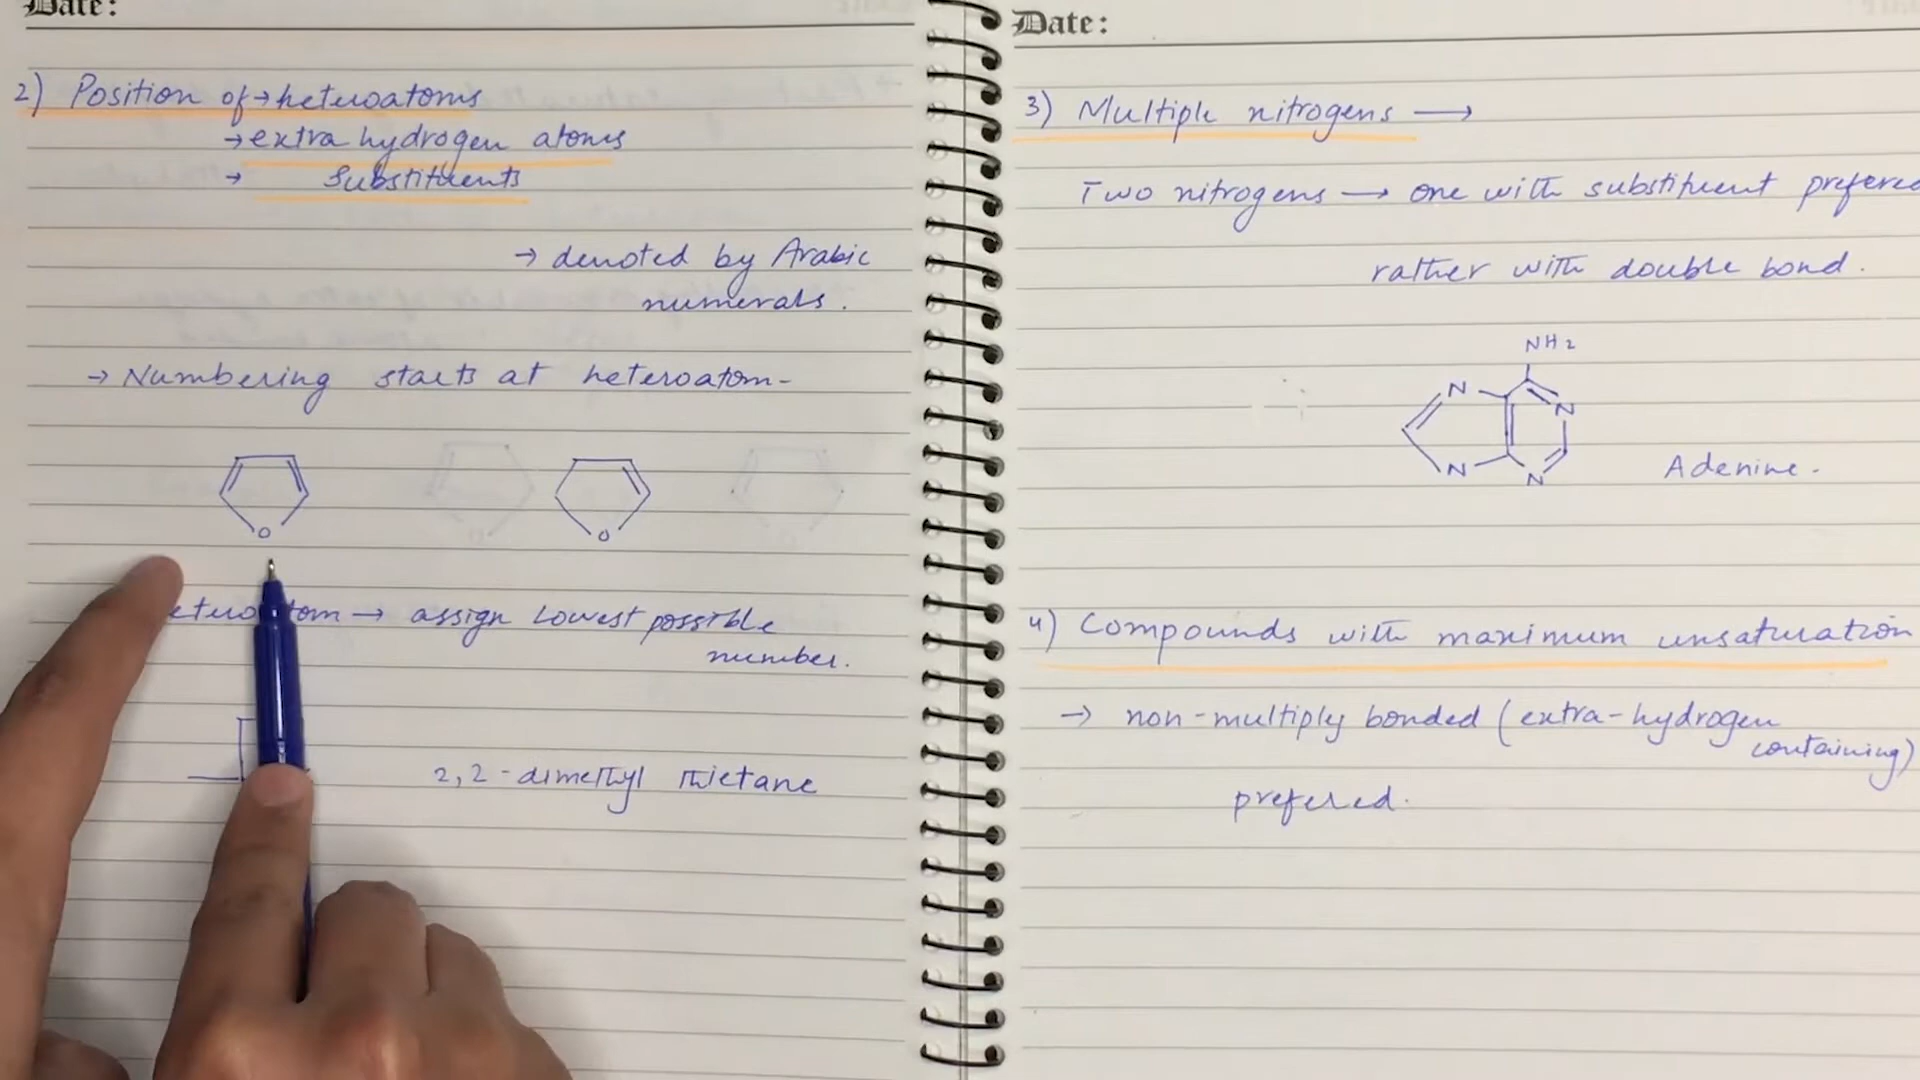 Date:
2) Position of → heteroatoms
→ extra hydrogen atoms
→ Substituents
→ denoted by Arabic
numerals.
→ Numbering starts at heteroatom-
O
O
→ assign Lowest possible
number.
2,2-dimethyl thietane
Date:
3) Multiple nitrogens →
Two nitrogens → one with substituent
rather with double bond.
NH2
N
N
N
N
Adenine.
4) Compounds with maximum unsaturation
→ non-multiply bonded (extra-hydrogen
containing)
prefered.